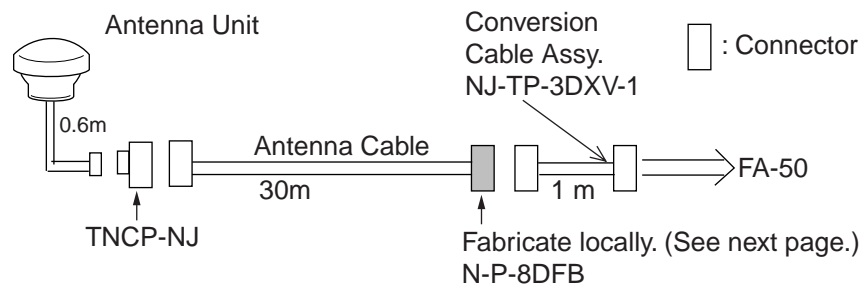 Antenna Unit
Conversion
Cable Assy.
NJ-TP-3DXV-1
: Connector
0.6m
Antenna Cable
30m
1 m
FA-50
TNCP-NJ
Fabricate locally. (See next page.)
N-P-8DFB